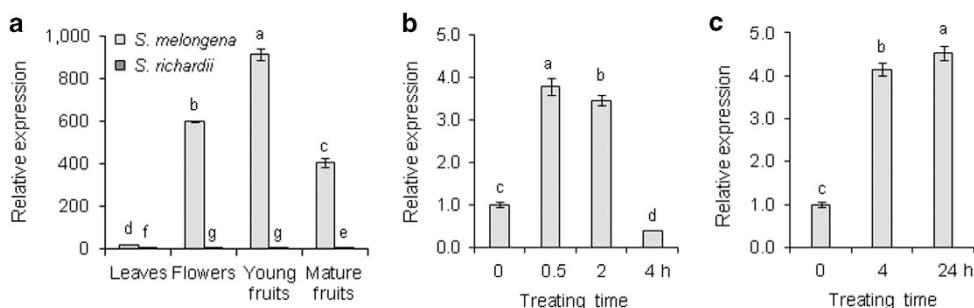 a
1,000
800
600
400
200
0
Relative expression
S. melongena
S. richardii
a
b
c
d
f
g
g
e
Leaves Flowers Young fruits Mature fruits
b
5.0
4.0
3.0
2.0
1.0
0.0
Relative expression
c
a
b
d
0 0.5 2 4 h
Treating time
c
5.0
4.0
3.0
2.0
1.0
0.0
Relative expression
c
b
a
0 4 24 h
Treating time